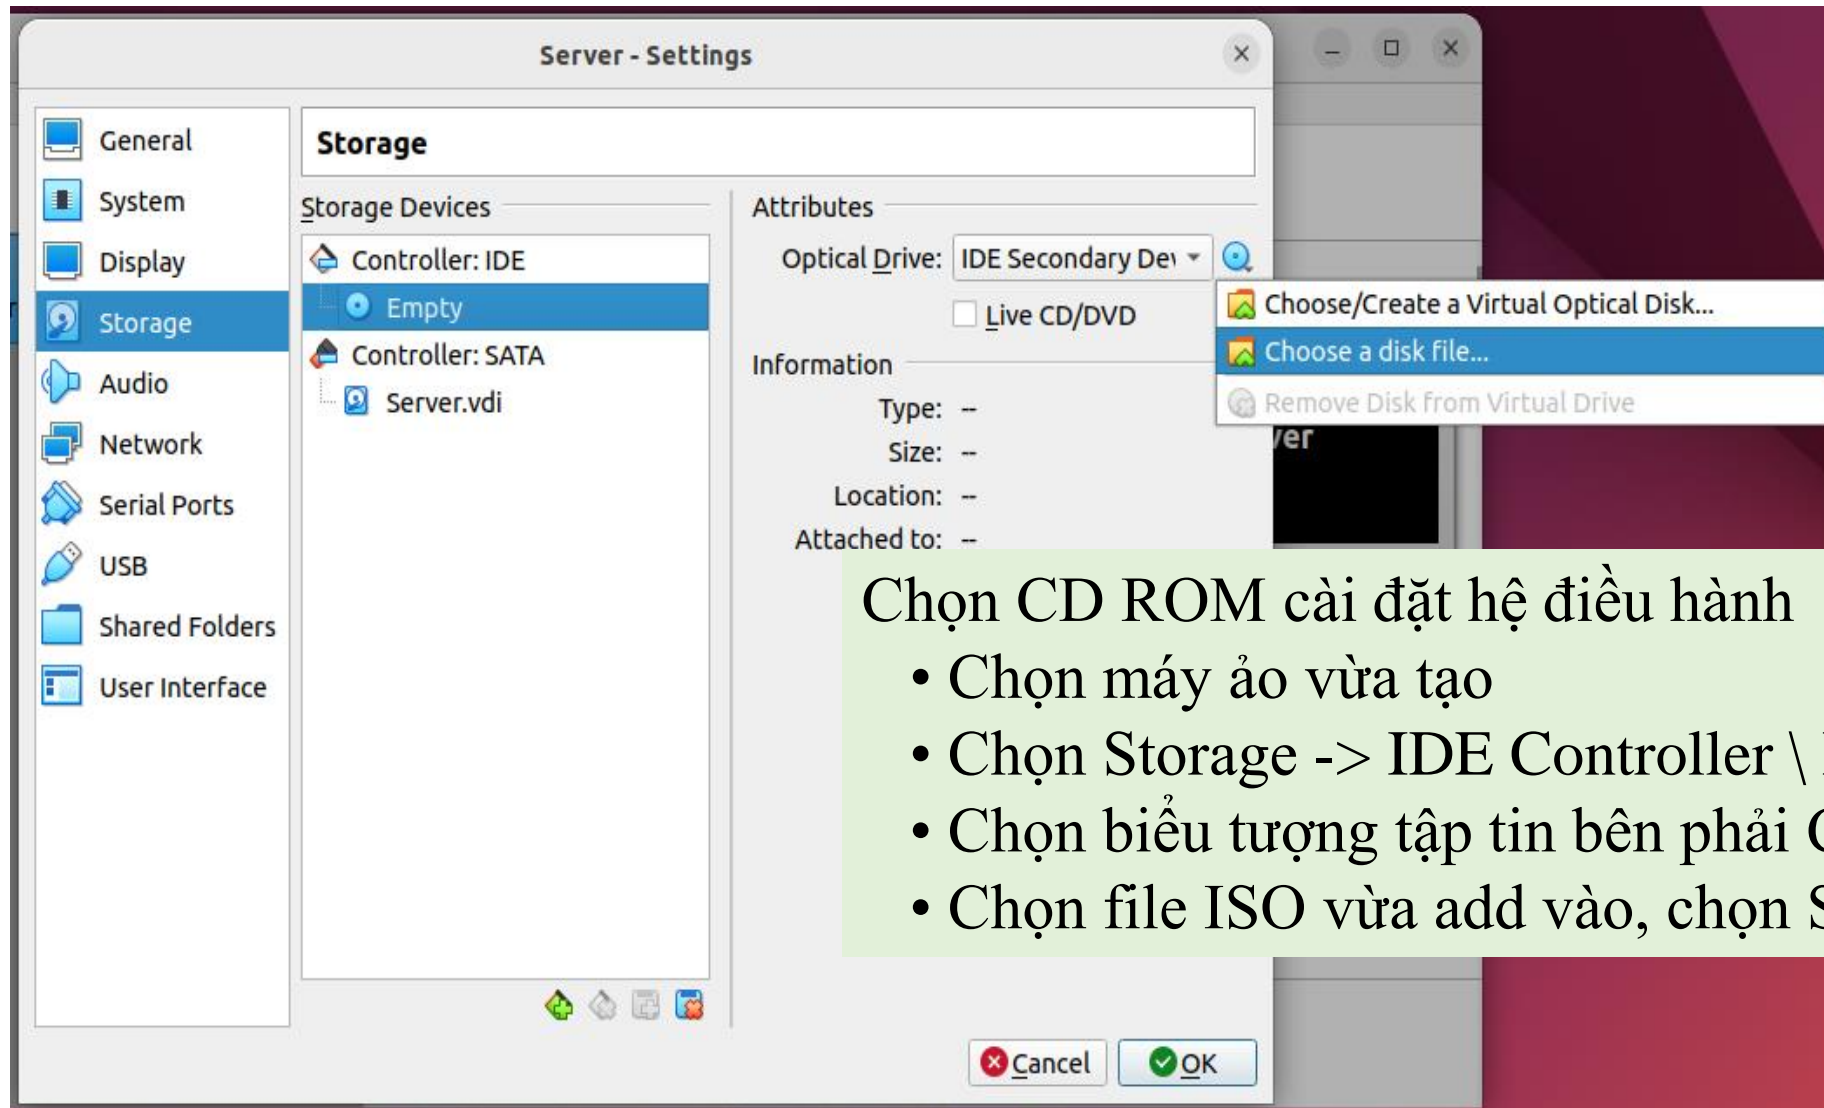 Server - Settings
General
System
Display
Storage
Audio
Network
Serial Ports
USB
Shared Folders
User Interface
Storage
Storage Devices
Controller: IDE
Empty
Controller: SATA
Server.vdi
Attributes
Optical Drive: IDE Secondary
Live CD/DVD
Information
Type: --
Size: --
Location: --
Attached to: --
Choose/Create a Virtual Optical Disk...
Choose a disk file...
Remove Disk from Virtual Drive
Chọn CD ROM cài đặt hệ điều hành
• Chọn máy ảo vừa tạo
• Chọn Storage -> IDE Controller \
• Chọn biểu tượng tập tin bên phải
• Chọn file ISO vừa add vào, chọn
Cancel
OK